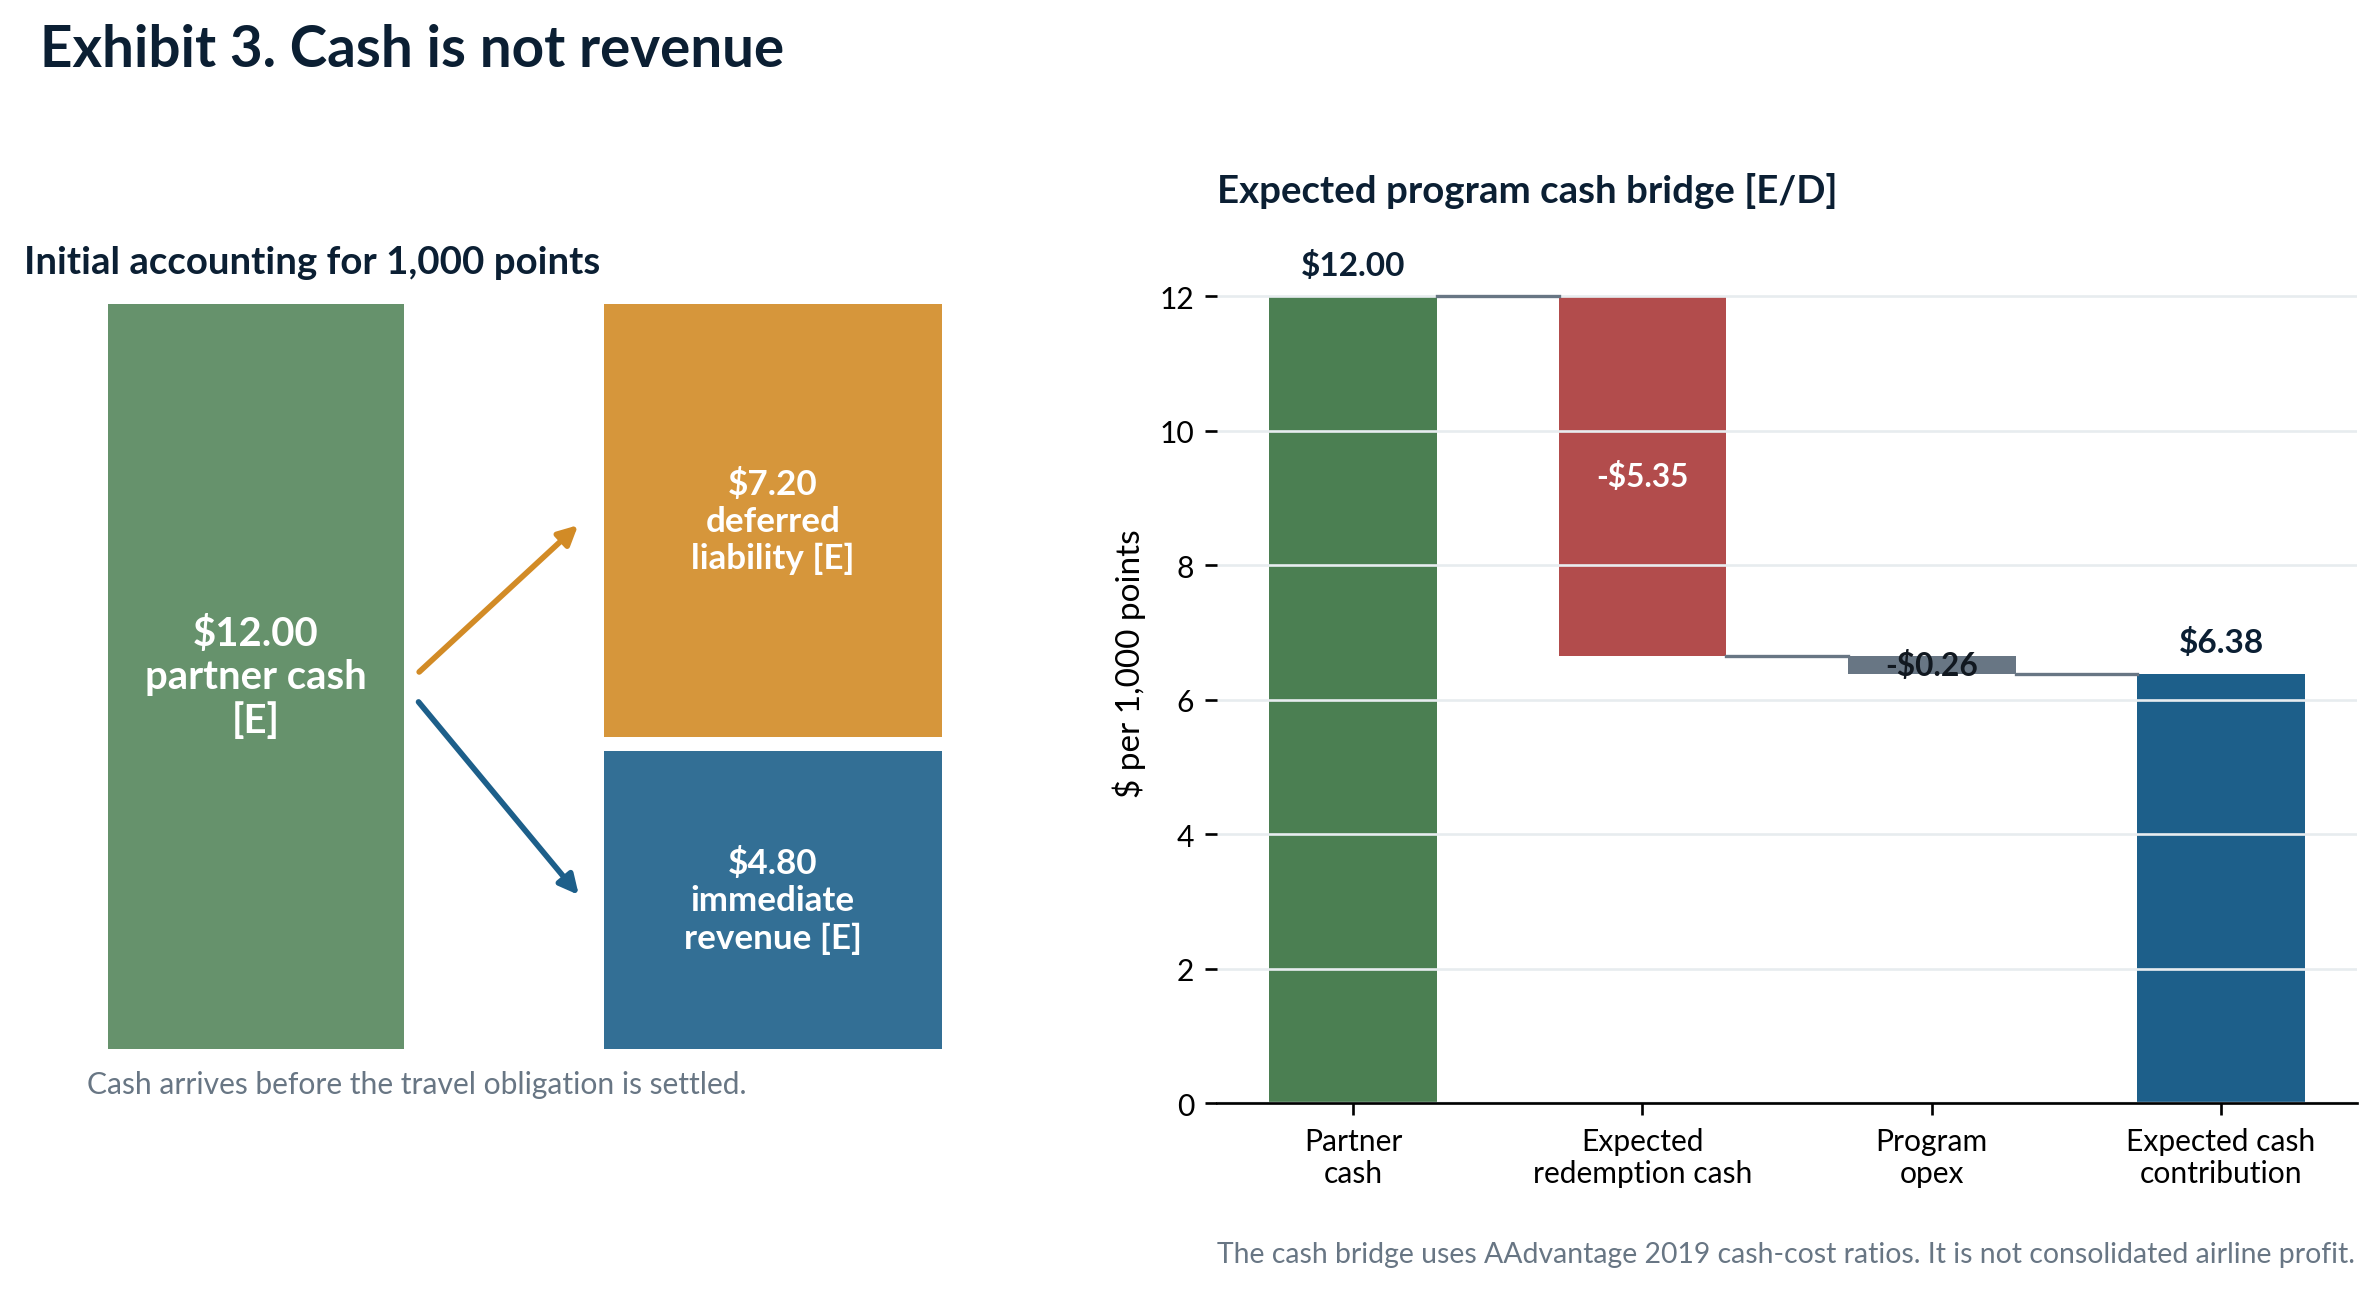 Exhibit 3. Cash is not revenue
Initial accounting for 1,000 points
$12.00
partner cash
[E]
$7.20
deferred
liability [E]
$4.80
immediate
revenue [E]
Cash arrives before the travel obligation is settled.
Expected program cash bridge [E/D]
$ per 1,000 points
12
10
8
6
4
2
0
$12.00
-$5.35
-$0.26
$6.38
Partner
cash
Expected
redemption cash
Program
opex
Expected cash
contribution
The cash bridge uses AAdvantage 2019 cash-cost ratios. It is not consolidated airline profit.